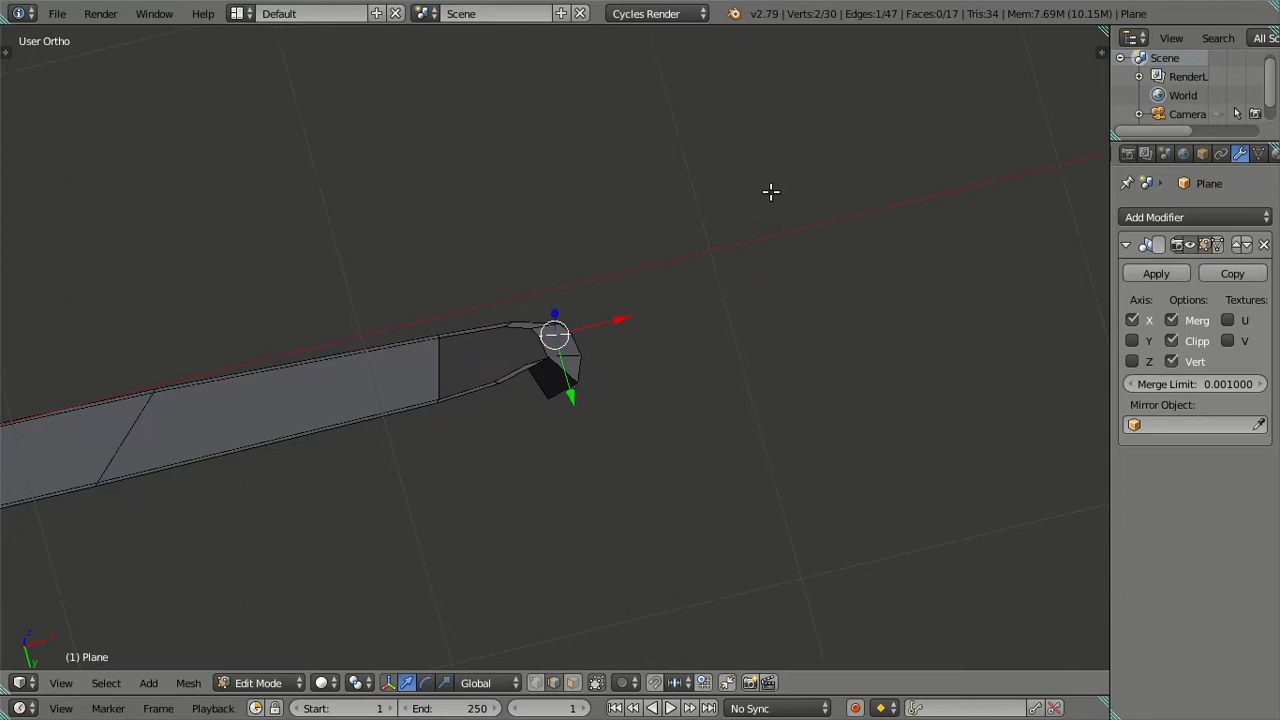 File Render Window Help Default Scene Cycles Render v2.79 | Verts:2/30 | Edges:1/47 | Faces:0/17 | Tris:34 | Mem:7.69M (10.15M) | Plane
User Ortho
View Search All Sc
Scene
RenderL
World
Camera
Plane
Add Modifier
Apply Copy
Axis: Options: Textures:
X Merg U
Y Clipp V
Z Vert
Merge Limit: 0.001000
Mirror Object:
z x
y
(1) Plane
View Select Add Mesh Edit Mode Global
View Marker Frame Playback Start: 1 End: 250 1 No Sync